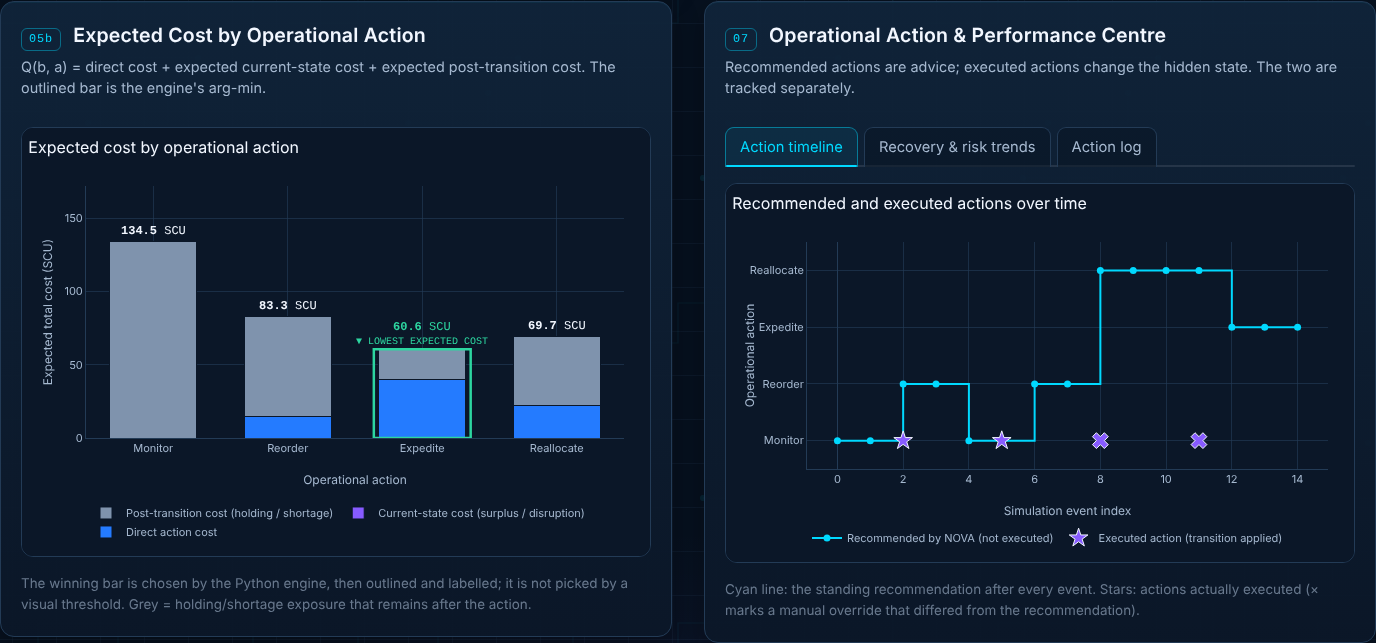 05b Expected Cost by Operational Action
Q(b, a) = direct cost + expected current-state cost + expected post-transition cost. The
outlined bar is the engine's arg-min.
Expected cost by operational action
Expected total cost (SCU)
150
100
50
0
134.5 SCU
83.3 SCU
60.6 SCU
▼ LOWEST EXPECTED COST
69.7 SCU
Monitor
Reorder
Expedite
Reallocate
Operational action
Post-transition cost (holding / shortage)
Current-state cost (surplus / disruption)
Direct action cost
The winning bar is chosen by the Python engine, then outlined and labelled; it is not picked by a
visual threshold. Grey = holding/shortage exposure that remains after the action.
07 Operational Action & Performance Centre
Recommended actions are advice; executed actions change the hidden state. The two are
tracked separately.
Action timeline
Recovery & risk trends
Action log
Recommended and executed actions over time
Operational action
Reallocate
Expedite
Reorder
Monitor
0
2
4
6
8
10
12
14
Simulation event index
Recommended by NOVA (not executed)
Executed action (transition applied)
Cyan line: the standing recommendation after every event. Stars: actions actually executed (×
marks a manual override that differed from the recommendation).